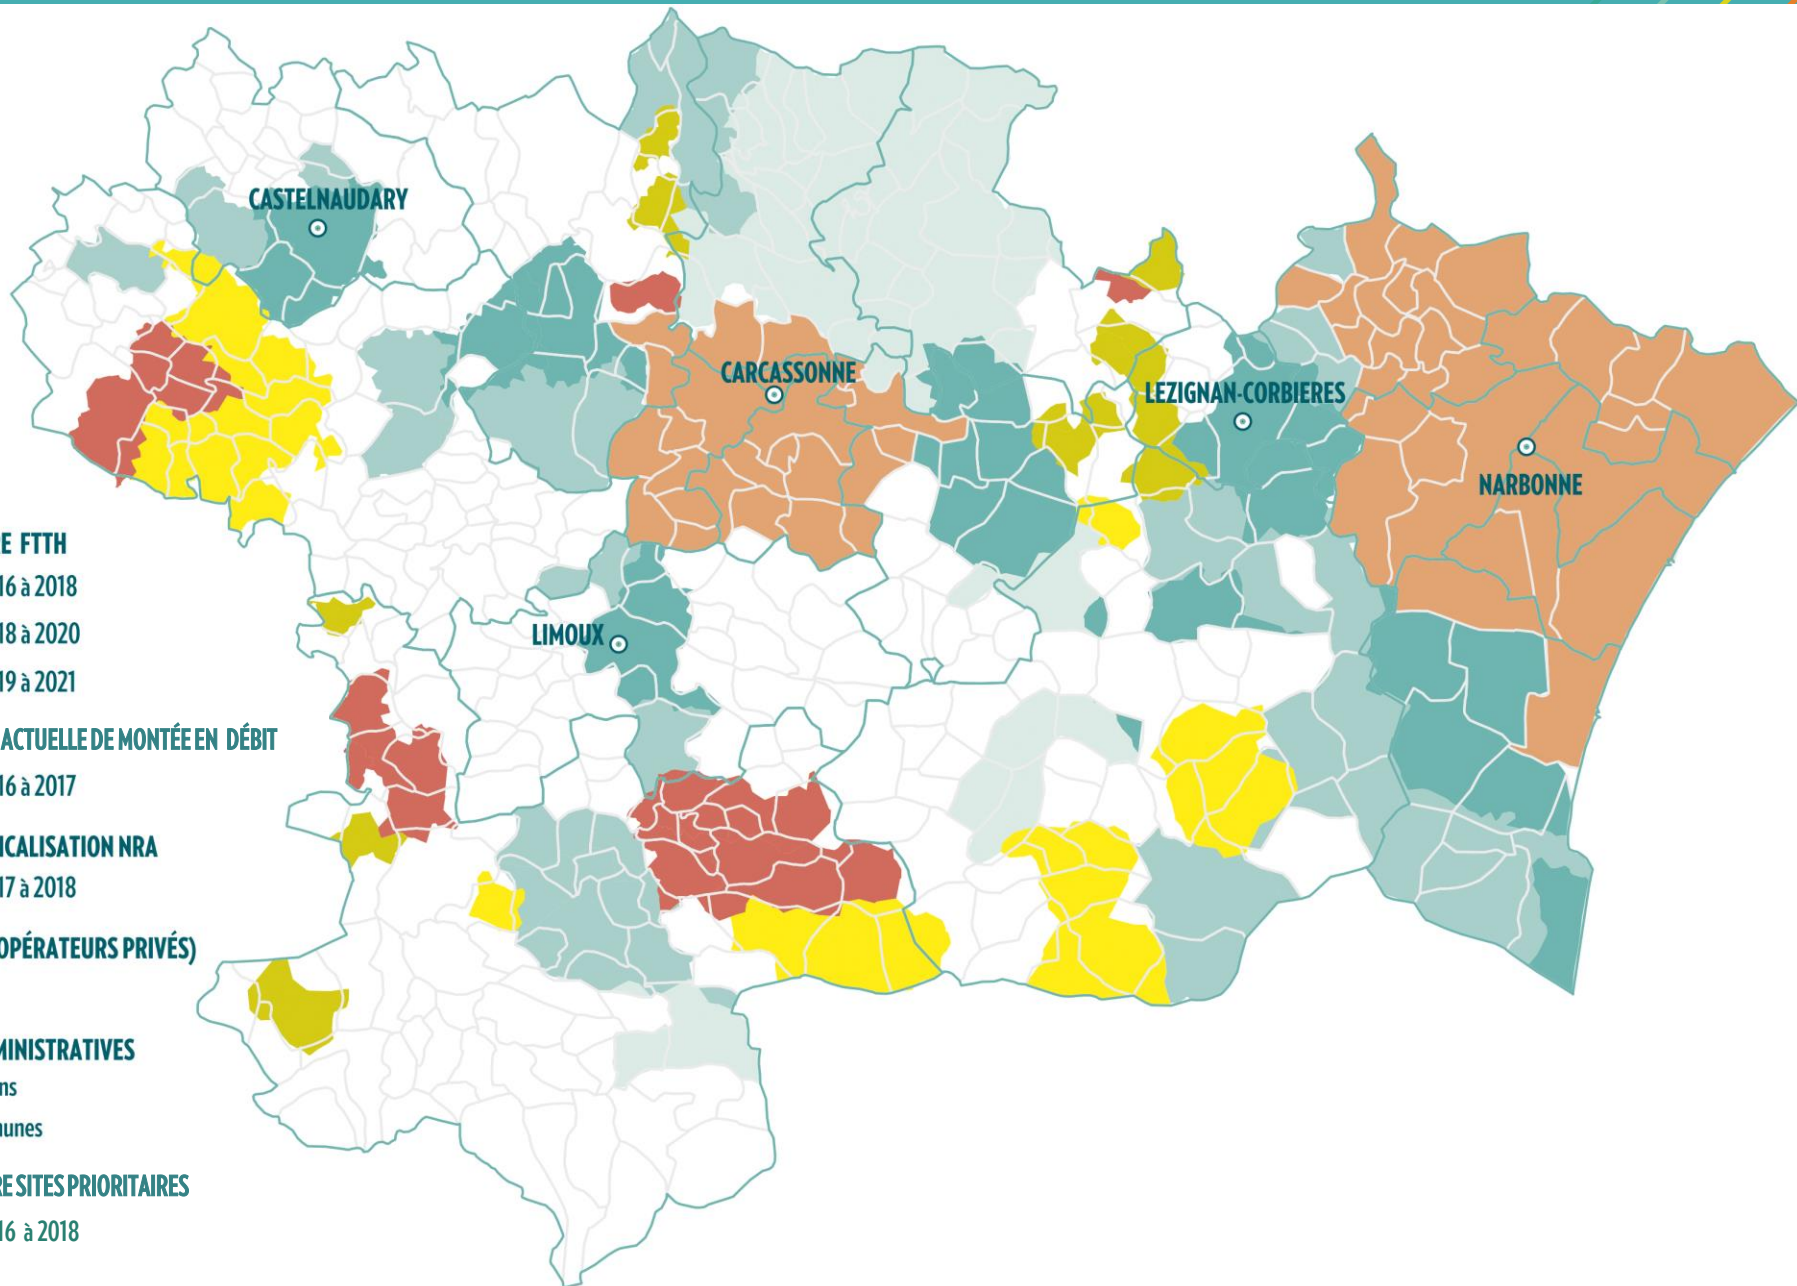 CASTELNAUDARY
CARCASSONNE
LEZIGNAN-CORBIERES
NARBONNE
LIMOUX
E FTTH
16 à 2018
18 à 2020
19 à 2021
ACTUELLE DE MONTÉE EN DÉBIT
16 à 2017
ICALISATION NRA
17 à 2018
OPÉRATEURS PRIVÉS)
MINISTRATIVES
ns
unes
RE SITES PRIORITAIRES
16 à 2018